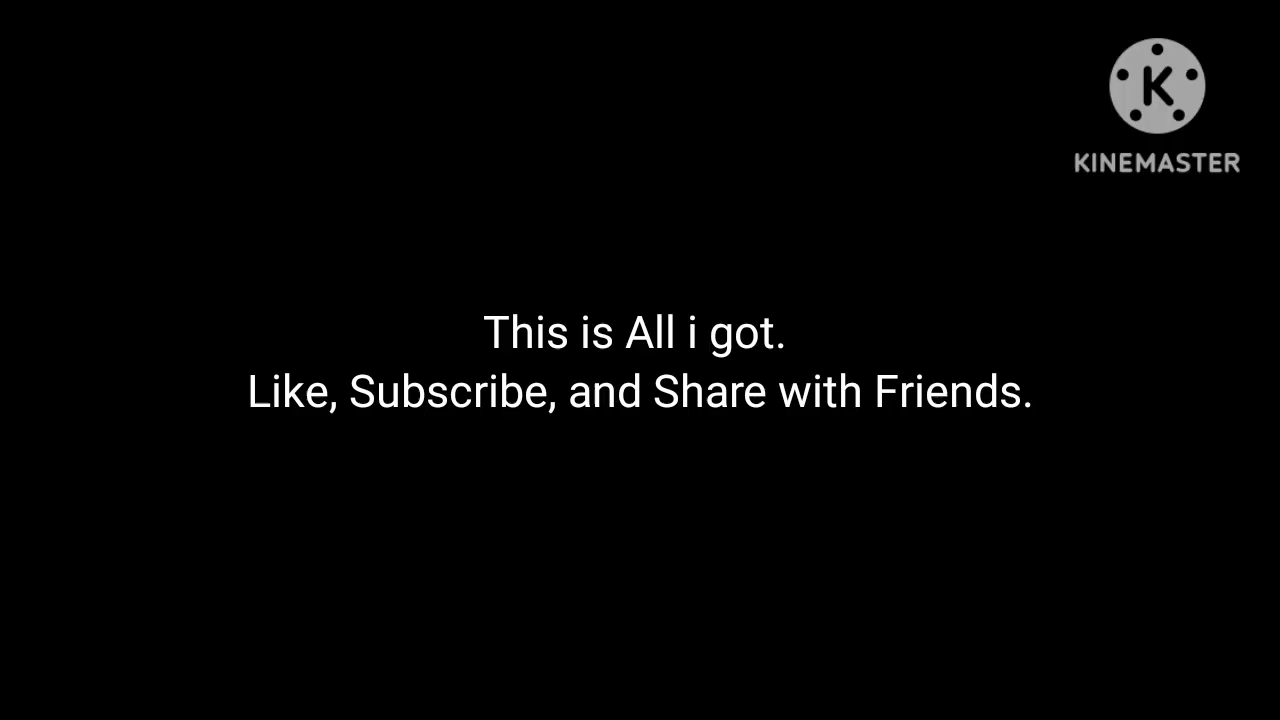 K
KINEMASTER
This is All i got.
Like, Subscribe, and Share with Friends.